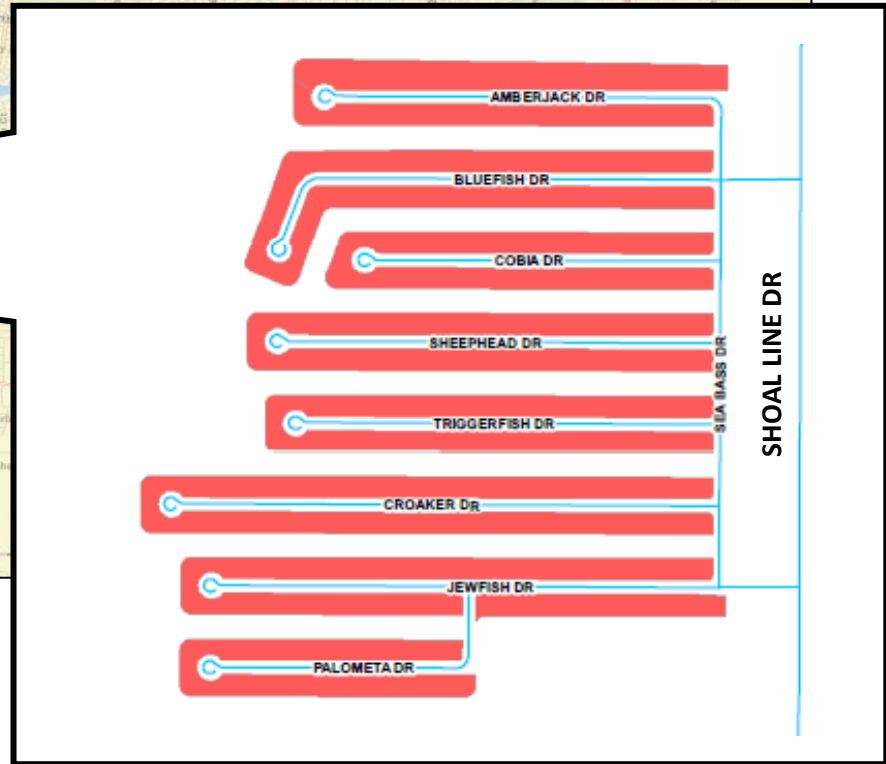 AMBERJACK DR
BLUEFISH DR
COBIA DR
SHEEPHEAD DR
TRIGGERFISH DR
CROAKER DR
JEWFISH DR
PALOMETA DR
SEA BASS DR
SHOAL LINE DR